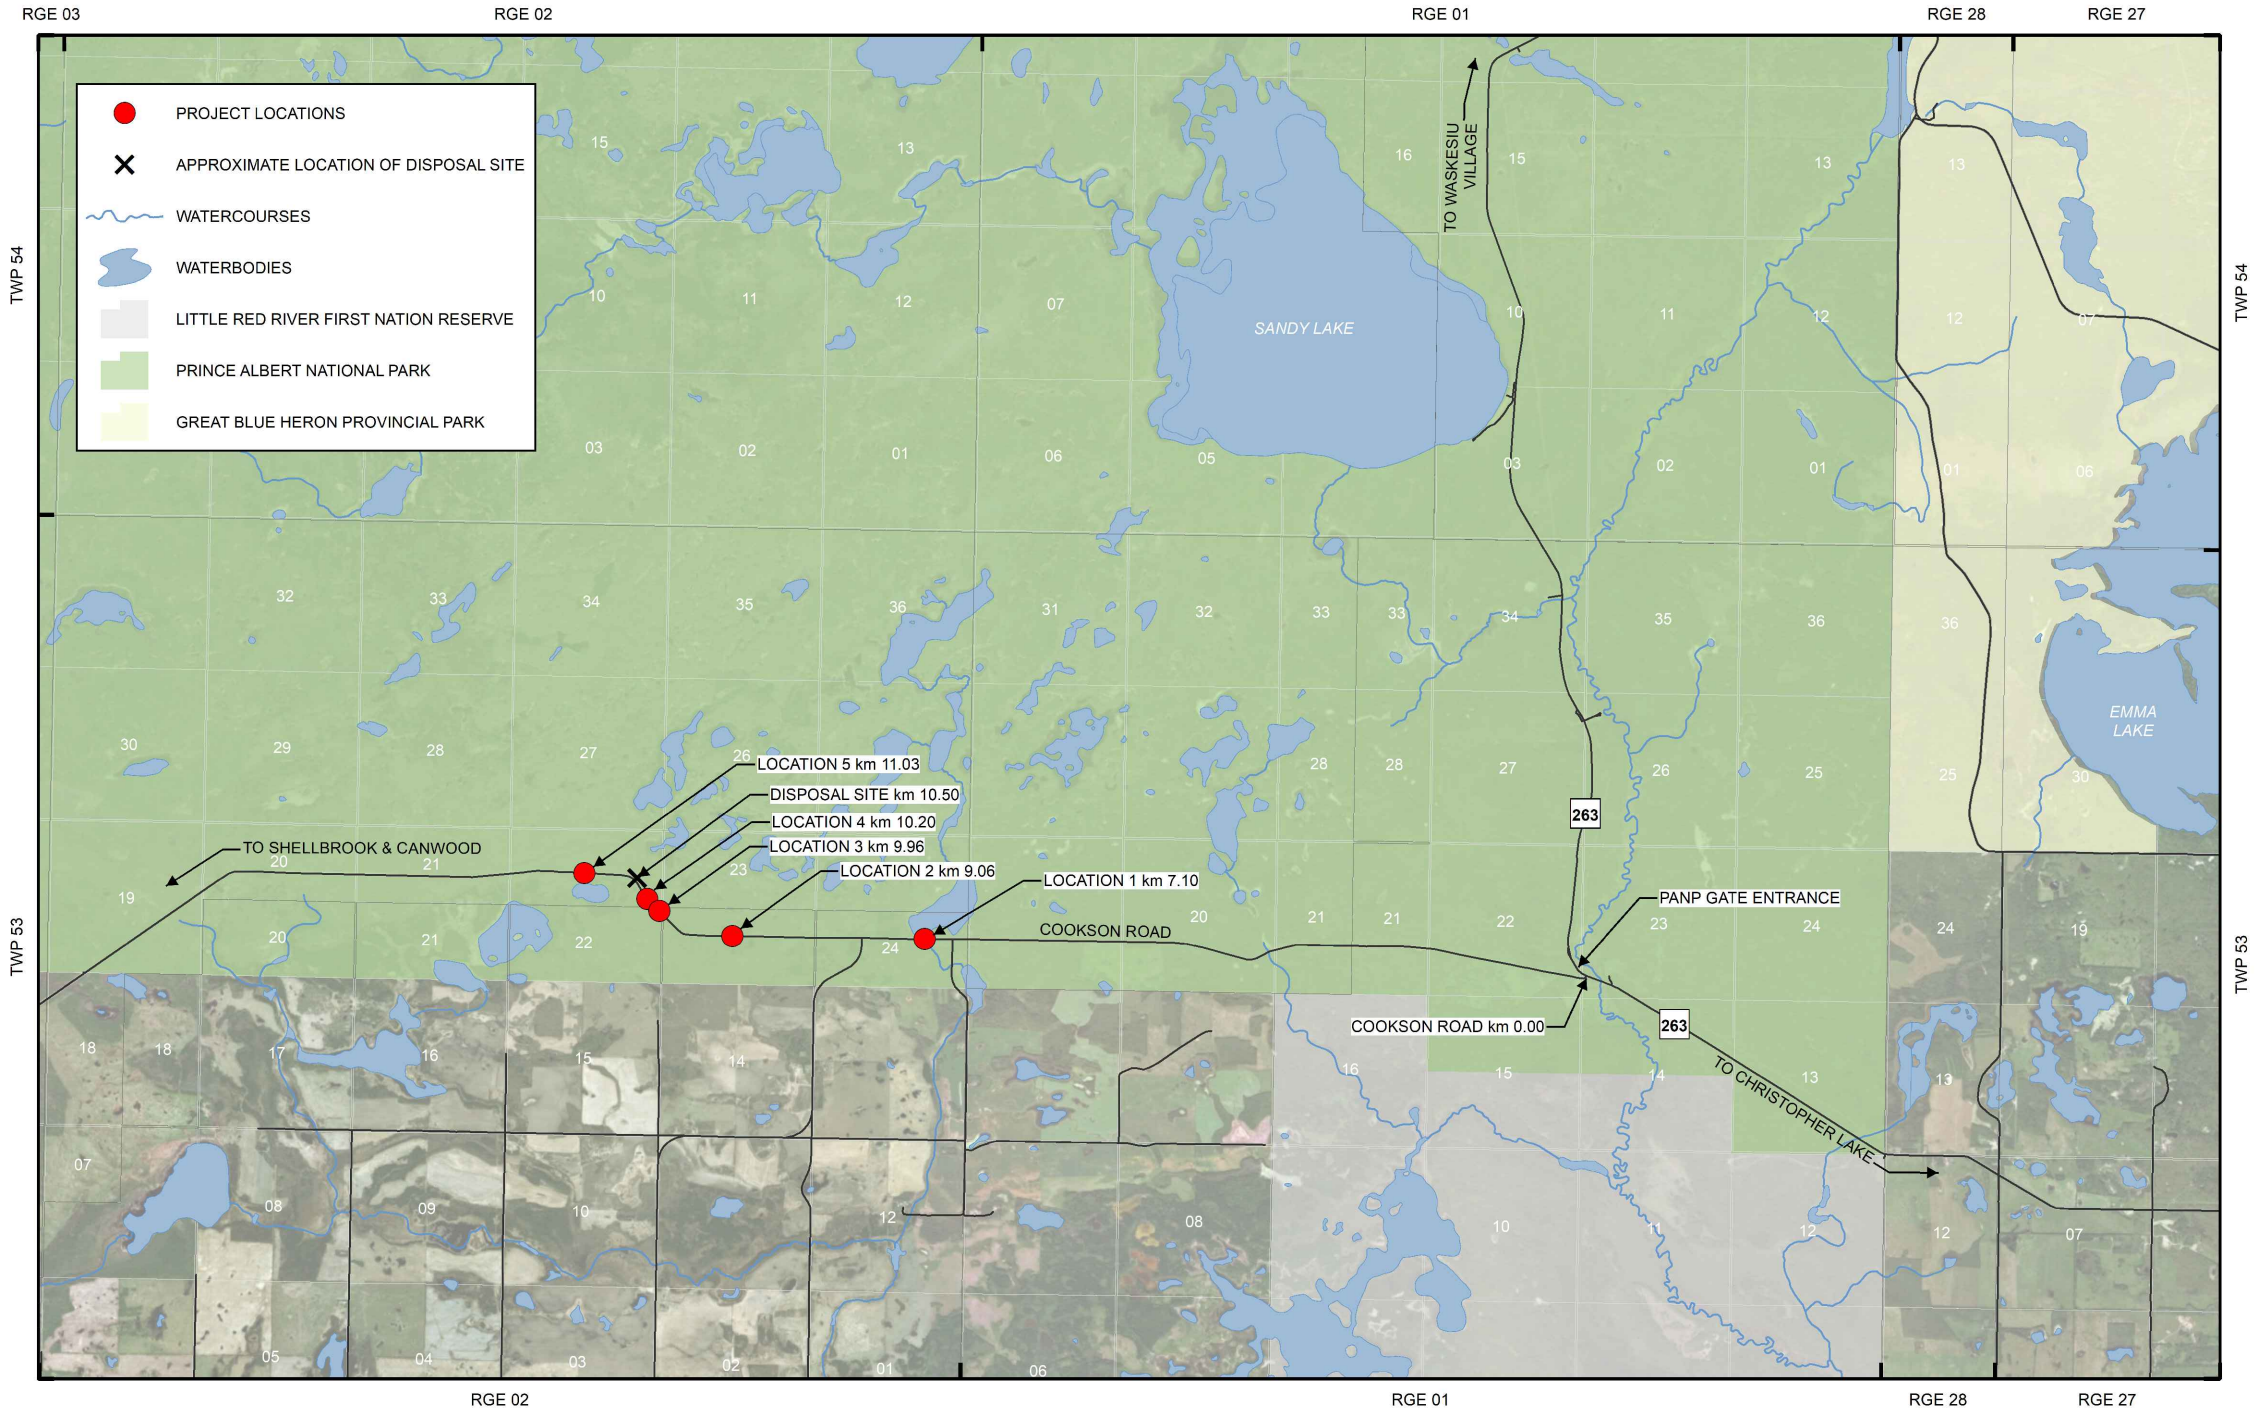 RGE 03
RGE 02
RGE 01
RGE 28
RGE 27
TWP 54
TWP 53
TWP 54
TWP 53
PROJECT LOCATIONS
APPROXIMATE LOCATION OF DISPOSAL SITE
WATERCOURSES
WATERBODIES
LITTLE RED RIVER FIRST NATION RESERVE
PRINCE ALBERT NATIONAL PARK
GREAT BLUE HERON PROVINCIAL PARK
TO WASKESIU
VILLAGE
15
13
16
15
13
13
10
11
12
07
SANDY LAKE
10
11
12
12
07
03
02
01
06
05
03
02
01
01
06
32
33
34
35
36
31
32
33
33
34
35
36
36
EMMA
LAKE
30
29
28
27
26
28
28
27
26
25
25
30
LOCATION 5 km 11.03
DISPOSAL SITE km 10.50
LOCATION 4 km 10.20
LOCATION 3 km 9.96
LOCATION 2 km 9.06
LOCATION 1 km 7.10
263
TO SHELLBROOK & CANWOOD
20
21
23
19
PANP GATE ENTRANCE
COOKSON ROAD
20
21
22
24
20
21
21
22
23
24
24
19
COOKSON ROAD km 0.00
263
TO CHRISTOPHER LAKE
18
18
17
16
15
14
16
15
14
13
13
07
08
09
10
12
08
10
11
12
12
07
05
04
03
02
01
06
RGE 02
RGE 01
RGE 28
RGE 27